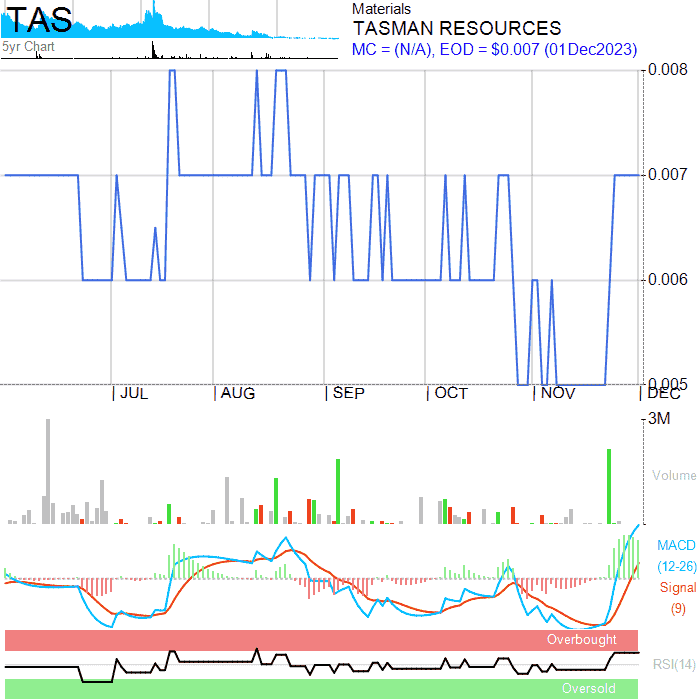 TAS
5yr Chart
Materials
TASMAN RESOURCES
MC = (N/A), EOD = $0.007 (01Dec2023)
0.008
0.007
0.006
0.005
JUL AUG SEP OCT NOV DEC
3M
Volume
MACD
(12-26)
Signal
(9)
Overbought
RSI(14)
Oversold